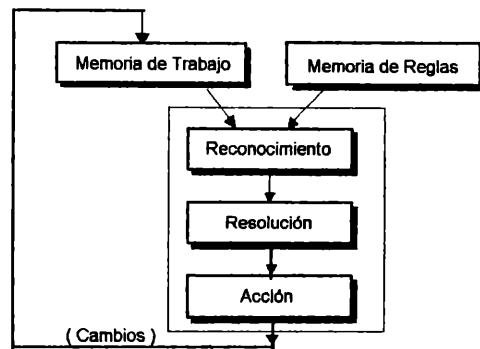 Memoria de Trabajo
Memoria de Reglas
Reconocimiento
Resolución
Acción
( Cambios )